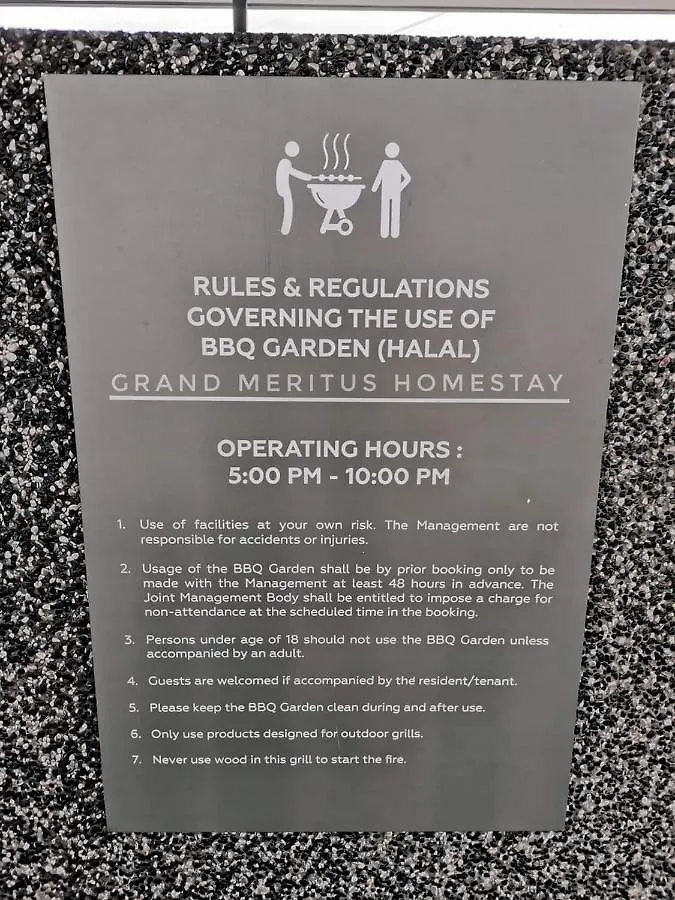 RULES & REGULATIONS
GOVERNING THE USE OF
BBQ GARDEN (HALAL)
GRAND MERITUS HOMESTAY
OPERATING HOURS :
5:00 PM - 10:00 PM
1. Use of facilities at your own risk. The Management are not
responsible for accidents or injuries.
2. Usage of the BBQ Garden shall be by prior booking only to be
made with the Management at least 48 hours in advance. The
Joint Management Body shall be entitled to impose a charge for
non-attendance at the scheduled time in the booking.
3. Persons under age of 18 should not use the BBQ Garden unless
accompanied by an adult.
4. Guests are welcomed if accompanied by the resident/tenant.
5. Please keep the BBQ Garden clean during and after use.
6. Only use products designed for outdoor grills.
7. Never use wood in this grill to start the fire.